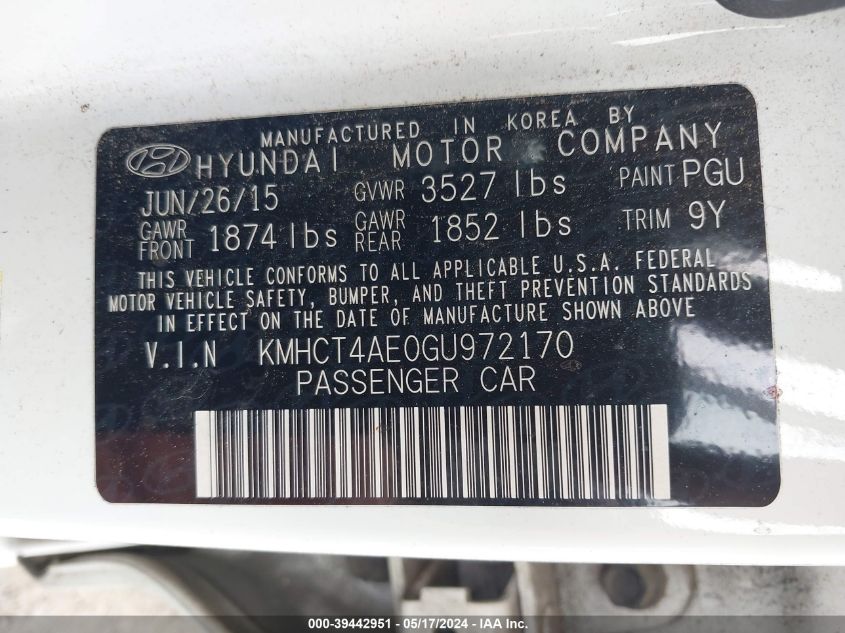 MANUFACTURED IN KOREA BY
HYUNDAI MOTOR COMPANY
JUN/26/15 GVWR 3527 lbs PAINT PGU
GAWR FRONT 1874 lbs GAWR REAR 1852 lbs TRIM 9Y
THIS VEHICLE CONFORMS TO ALL APPLICABLE U.S.A. FEDERAL
MOTOR VEHICLE SAFETY, BUMPER, AND THEFT PREVENTION STANDARDS
IN EFFECT ON THE DATE OF MANUFACTURE SHOWN ABOVE
V.I.N KMHCT4AE0GU972170
PASSENGER CAR
000-39442951 - 05/17/2024 - IAA Inc.